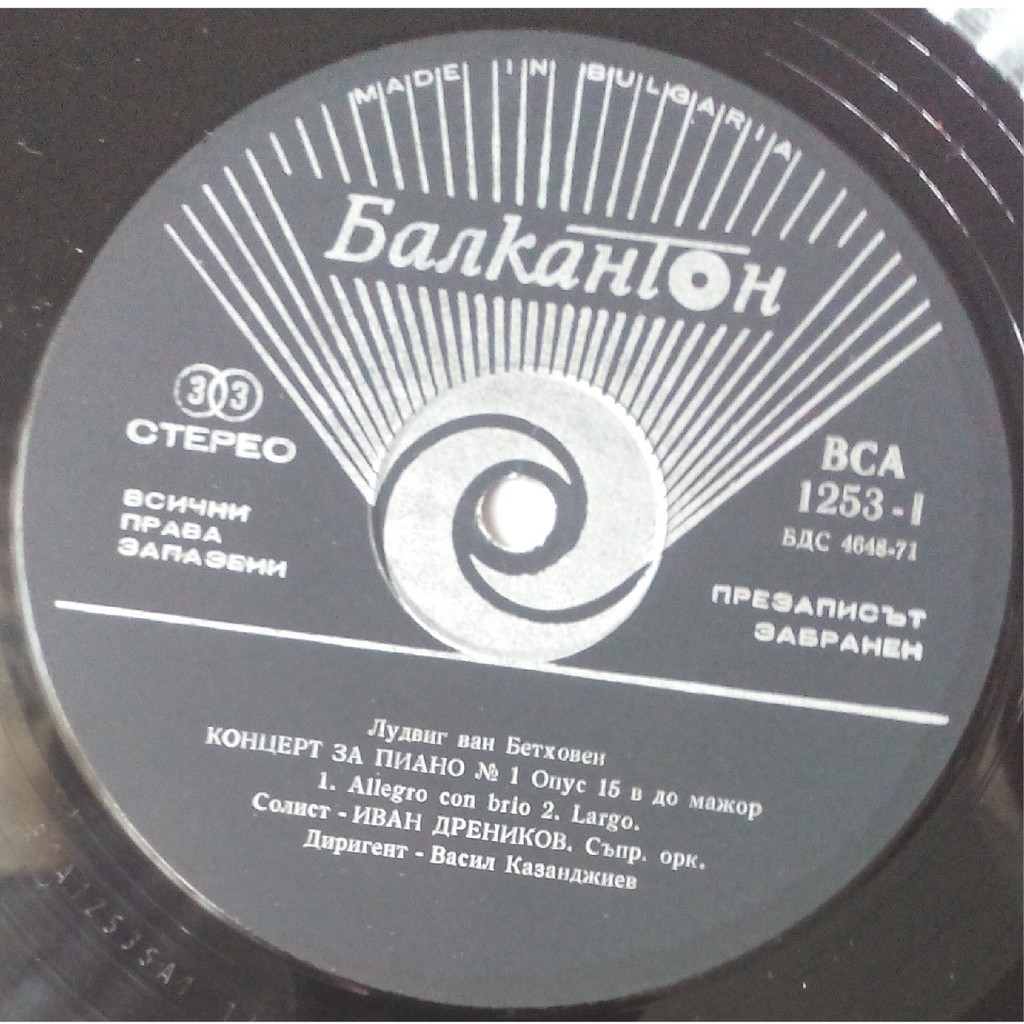 MADE IN BULGARIA
Балкантон
33
СТЕРЕО
ВСИЧНИ
ПРАВА
ЗАПАЗЕНИ
ВСА
1253-I
БДС 4648-71
ПРЕЗАПИСЪТ
ЗАБРАНЕН
Лудвиг ван Бетховен
КОНЦЕРТ ЗА ПИАНО № 1 Опус 15 в до мажор
1. Allegro con brio 2. Largo.
Солист - ИВАН ДРЕНИКОВ. Съпр. орк.
Диригент - Васил Казанджиев